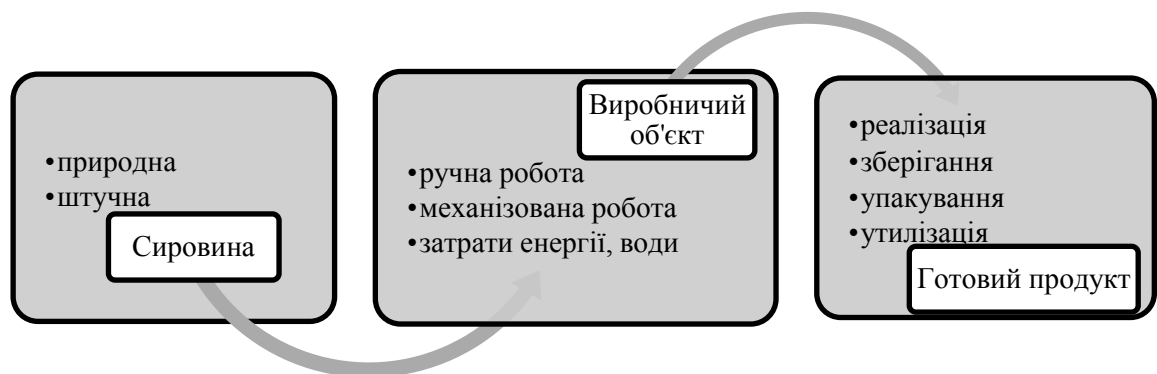 •природна
•штучна
Сировина
Виробничий
об'єкт
•ручна робота
•механізована робота
•затрати енергії, води
•реалізація
•зберігання
•упакування
•утилізація
Готовий продукт